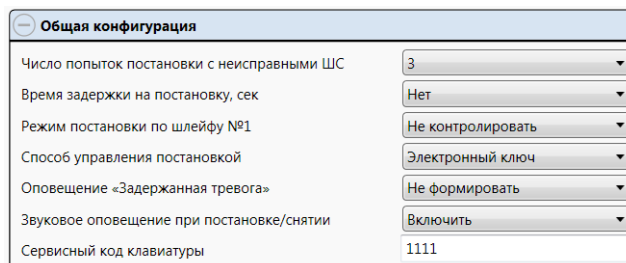 Общая конфигурация
Число попыток постановки с неисправными ШС 3
Время задержки на постановку, сек Нет
Режим постановки по шлейфу №1 Не контролировать
Способ управления постановкой Электронный ключ
Оповещение «Задержанная тревога» Не формировать
Звуковое оповещение при постановке/снятии Включить
Сервисный код клавиатуры 1111